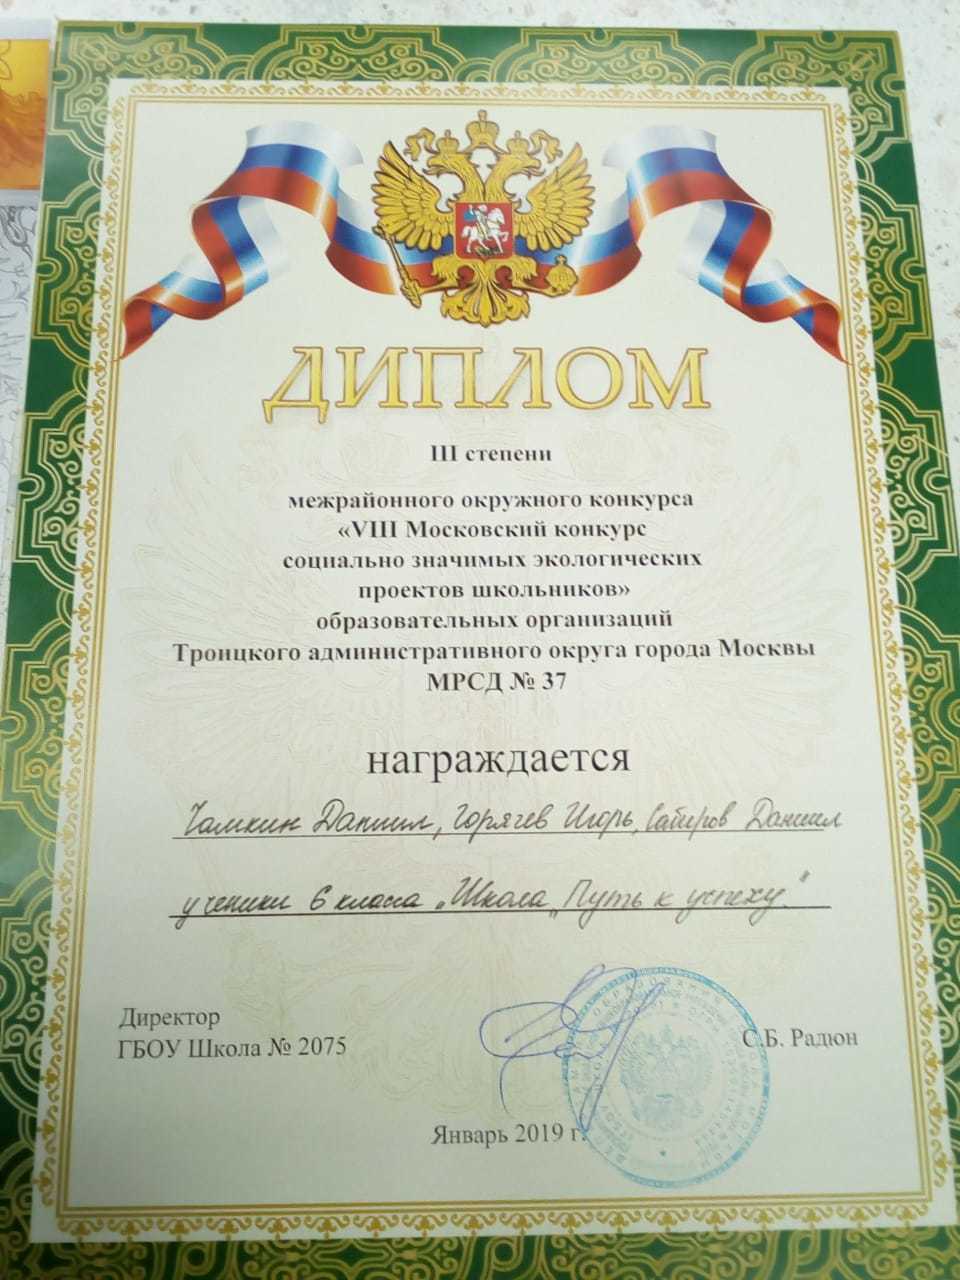 ДИПЛОМ
III степени
межрайонного окружного конкурса
«VIII Московский конкурс
социально значимых экологических
проектов школьников»
образовательных организаций
Троицкого административного округа города Москвы
МРСД № 37
награждается
Чамкин Даниил, Горячев Игорь, Сатиров Даниил
ученики 6 класса „Школа „Путь к успеху."
Директор
ГБОУ Школа № 2075
С.Б. Радюн
Январь 2019 г.